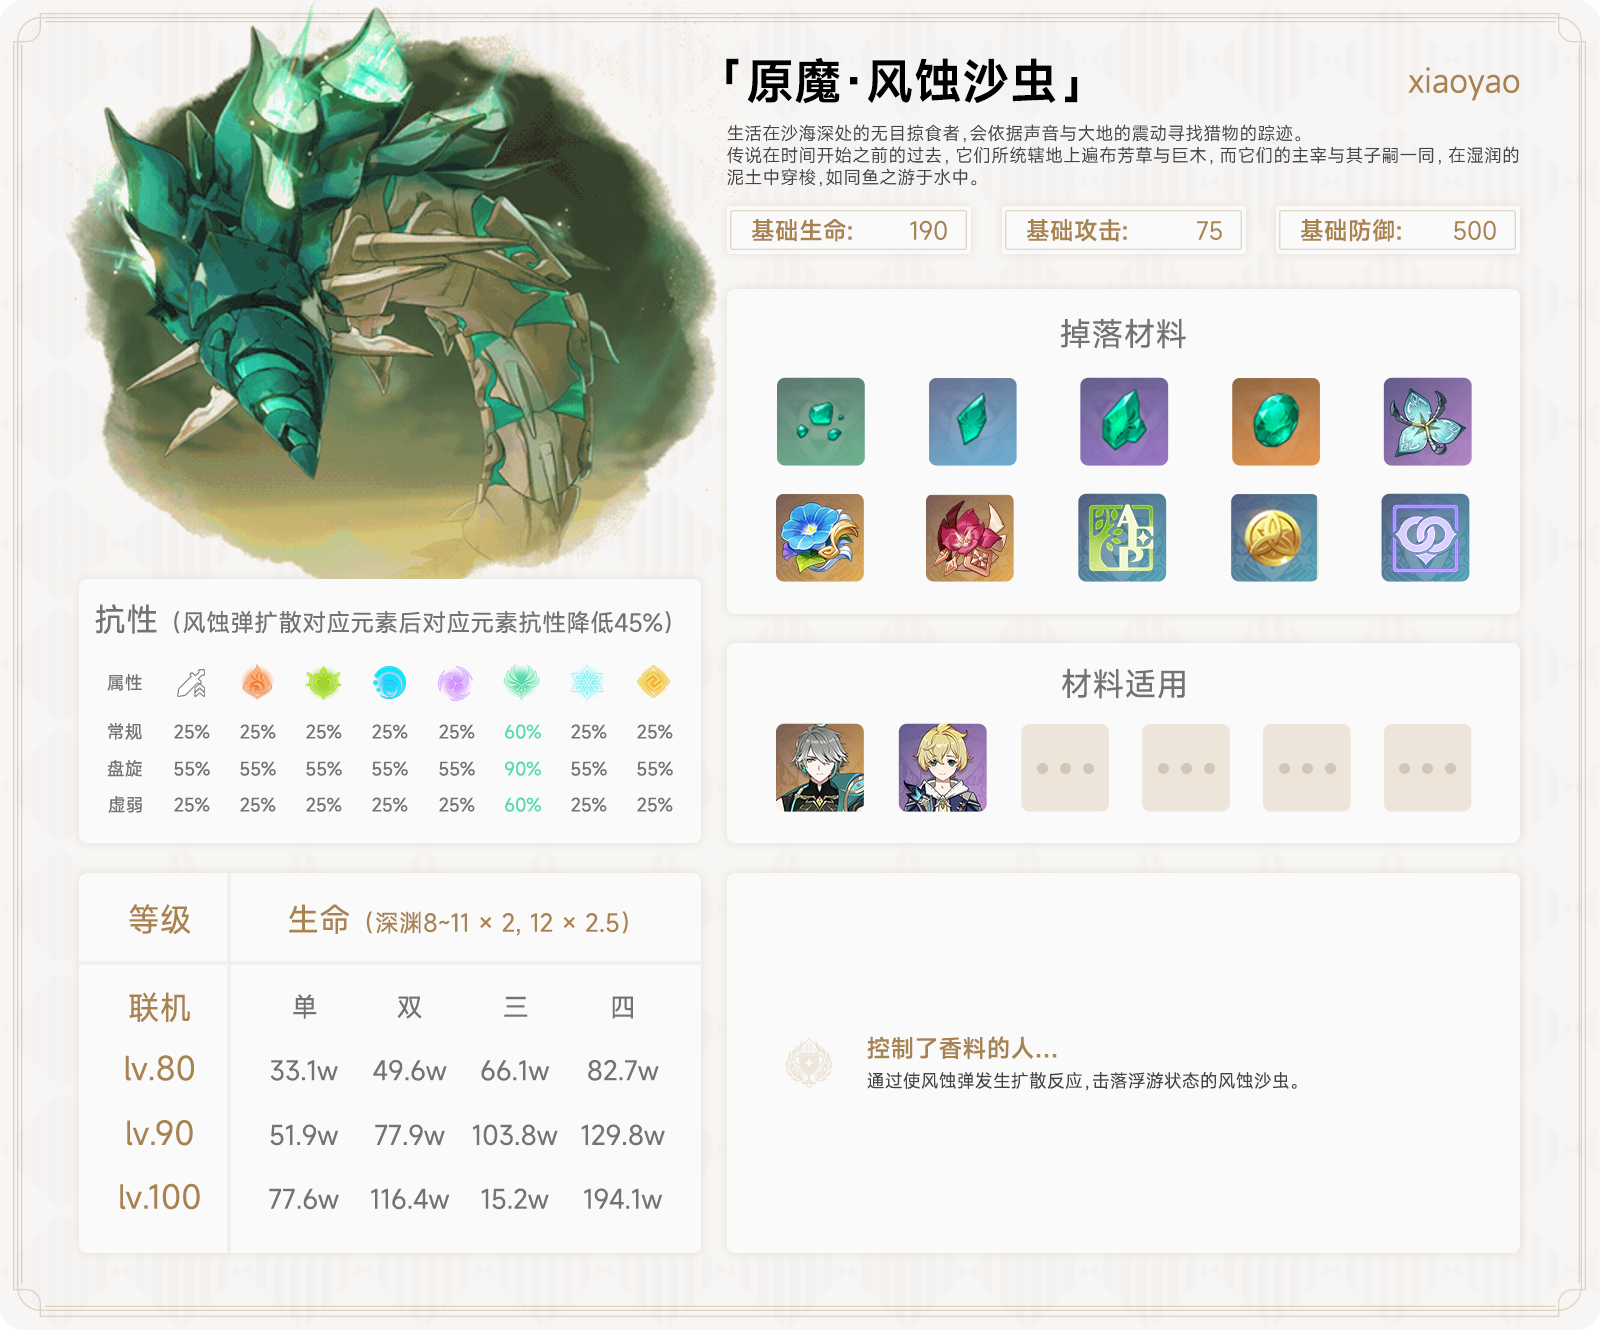 「原魔·风蚀沙虫」
xiaoyao
生活在沙海深处的无目掠食者,会依据声音与大地的震动寻找猎物的踪迹。
传说在时间开始之前的过去, 它们所统辖地上遍布芳草与巨木, 而它们的主宰与其子嗣一同, 在湿润的
泥土中穿梭,如同鱼之游于水中。
基础生命: 190
基础攻击: 75
基础防御: 500
掉落材料
AEP
抗性 (风蚀弹扩散对应元素后对应元素抗性降低45%)
属性
常规 25% 25% 25% 25% 25% 60% 25% 25%
盘旋 55% 55% 55% 55% 55% 90% 55% 55%
虚弱 25% 25% 25% 25% 25% 60% 25% 25%
材料适用
等级 生命 (深渊8~11 × 2, 12 × 2.5)
联机 单 双 三 四
lv.80 33.1w 49.6w 66.1w 82.7w
lv.90 51.9w 77.9w 103.8w 129.8w
lv.100 77.6w 116.4w 15.2w 194.1w
控制了香料的人...
通过使风蚀弹发生扩散反应,击落浮游状态的风蚀沙虫。